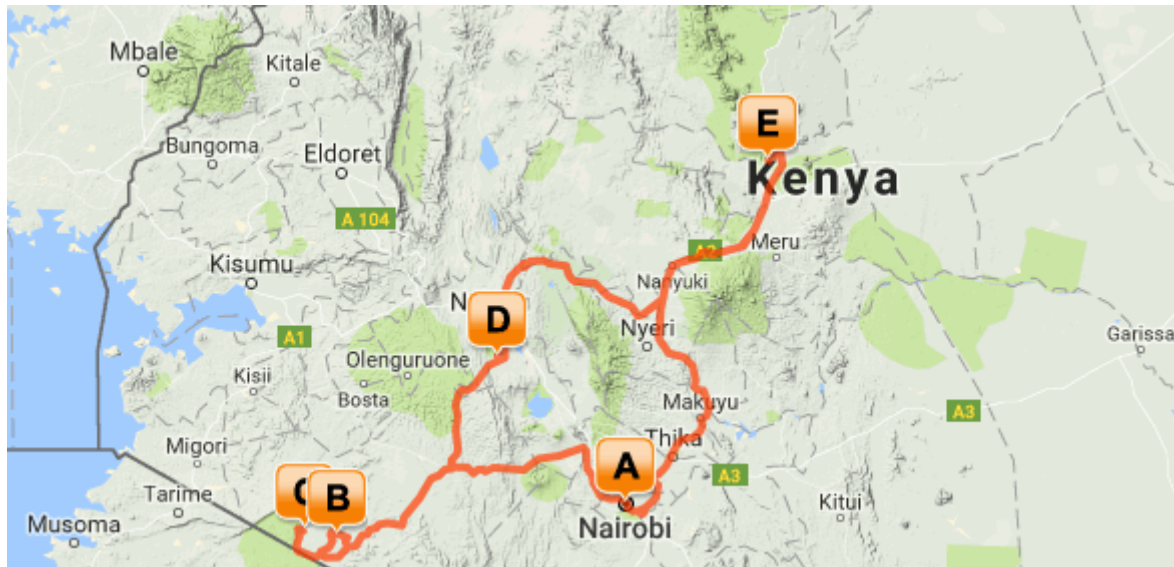 Mbale
Kitale
Bungoma
Eldoret
E
Kenya
A 104
Kisumu
A2
Meru
Nanyuki
D
Nyeri
A1
Olenguruone
Garissa
Kisii
Bosta
Makuyu
A3
Migori
Thika
A
A3
Tarime
B
Kitui
Musoma
Nairobi